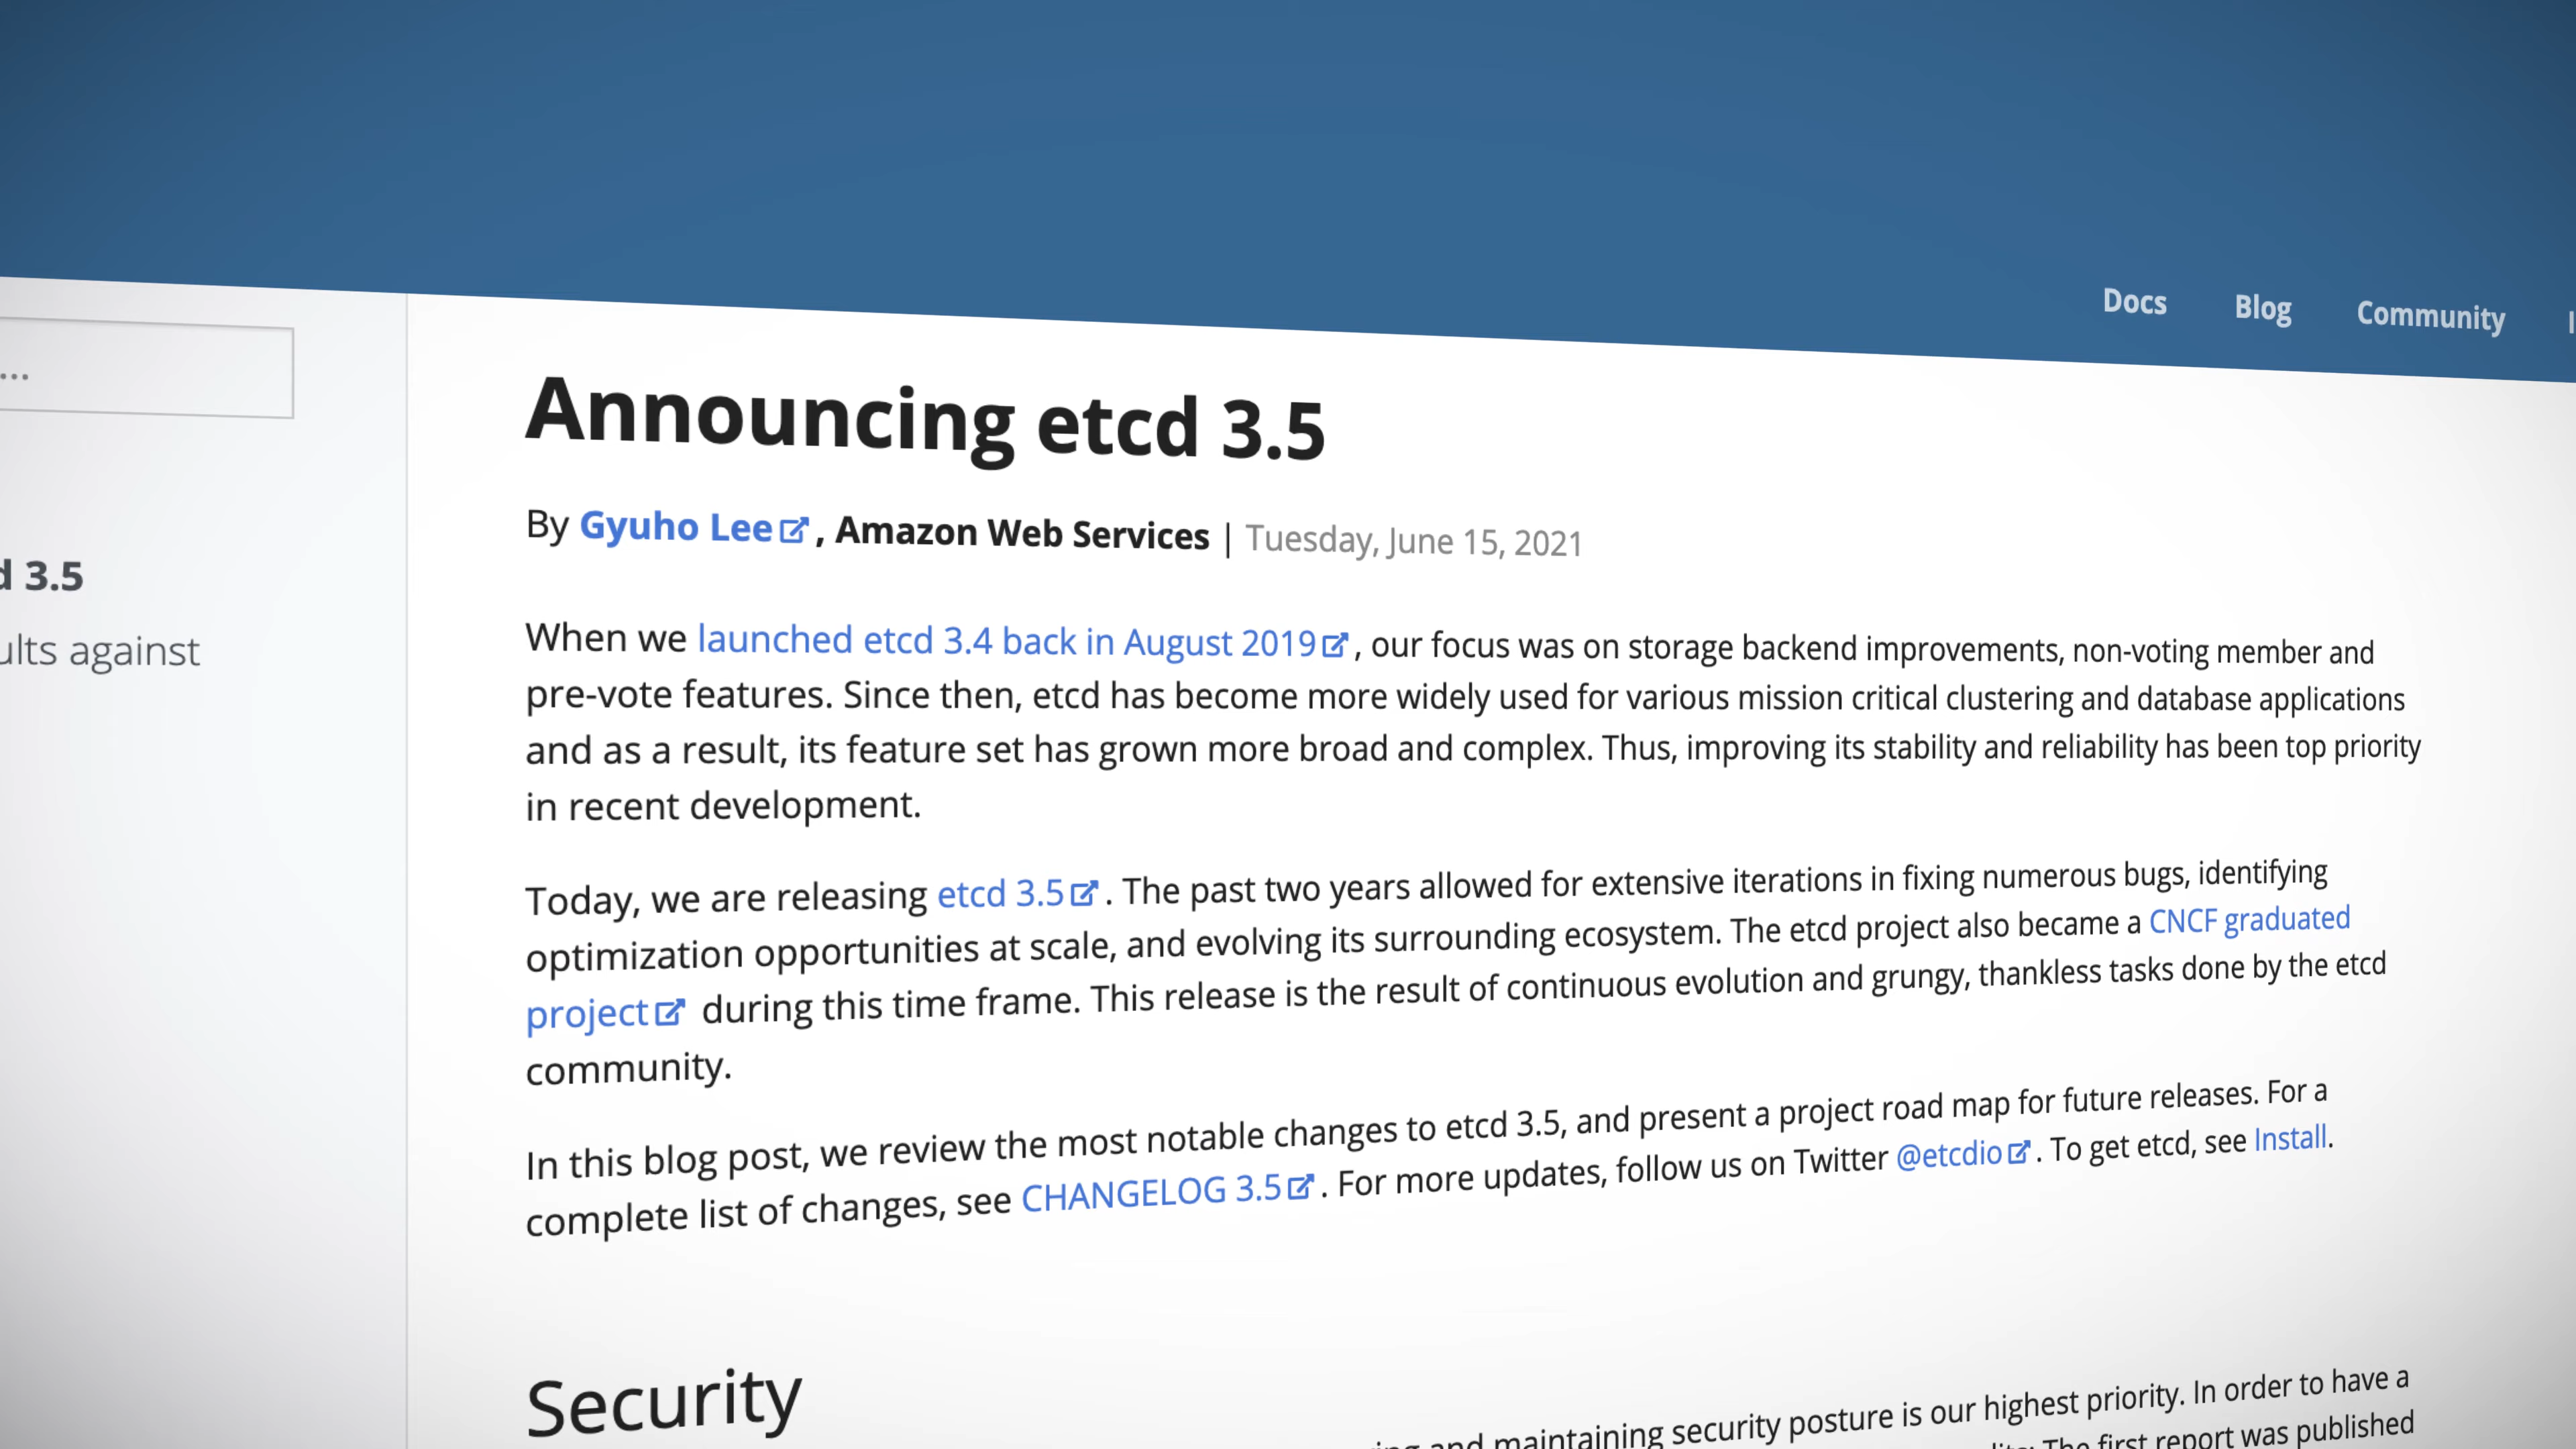 Docs Blog Community
...
d 3.5
ults against
Announcing etcd 3.5
By Gyuho Lee, Amazon Web Services | Tuesday, June 15, 2021
When we launched etcd 3.4 back in August 2019, our focus was on storage backend improvements, non-voting member and
pre-vote features. Since then, etcd has become more widely used for various mission critical clustering and database applications
and as a result, its feature set has grown more broad and complex. Thus, improving its stability and reliability has been top priority
in recent development.
Today, we are releasing etcd 3.5. The past two years allowed for extensive iterations in fixing numerous bugs, identifying
optimization opportunities at scale, and evolving its surrounding ecosystem. The etcd project also became a CNCF graduated
project during this time frame. This release is the result of continuous evolution and grungy, thankless tasks done by the etcd
community.
In this blog post, we review the most notable changes to etcd 3.5, and present a project road map for future releases. For a
complete list of changes, see CHANGELOG 3.5. For more updates, follow us on Twitter @etcdio. To get etcd, see Install.
Security
and maintaining security posture is our highest priority. In order to have a
The first report was published